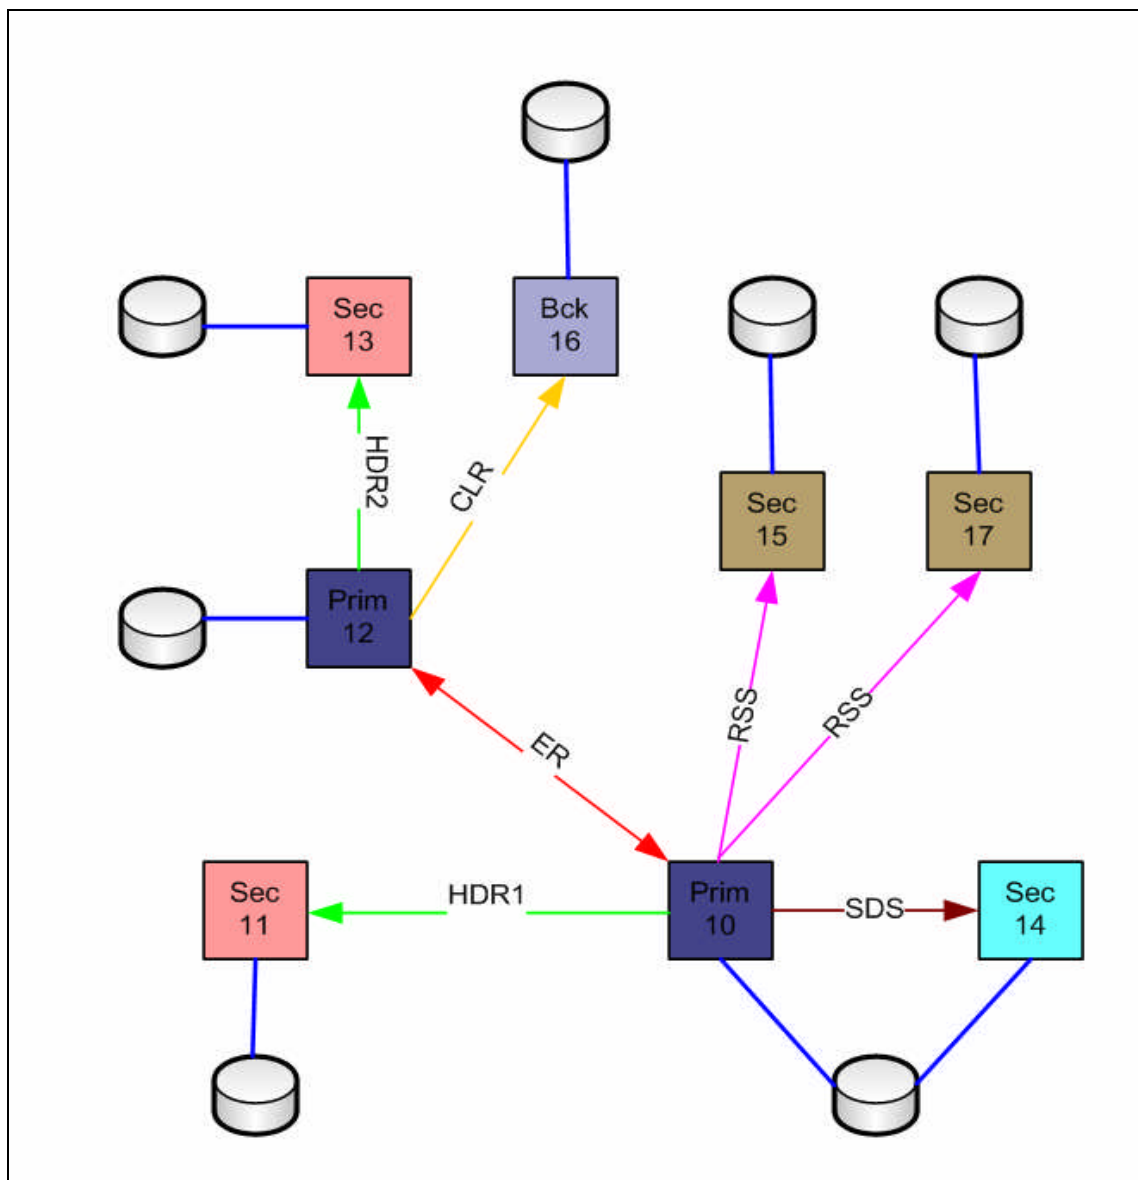 Sec
13
Bck
16
HDR2
CLR
Sec
15
Sec
17
Prim
12
ER
RSS
RSS
Sec
11
HDR1
Prim
10
SDS
Sec
14